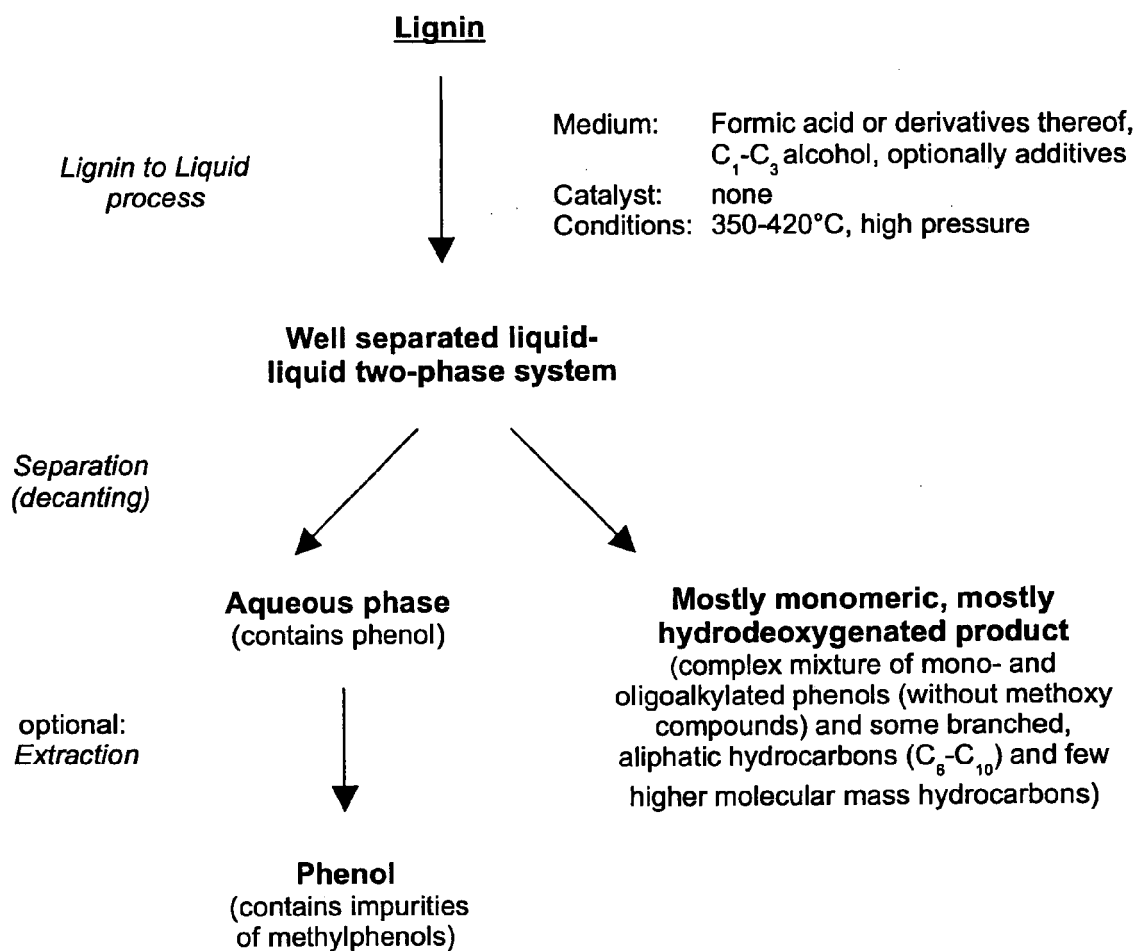 Lignin
Lignin to Liquid
process
Medium: Formic acid or derivatives thereof,
C₁-C₃ alcohol, optionally additives
Catalyst: none
Conditions: 350-420°C, high pressure
Well separated liquid-
liquid two-phase system
Separation
(decanting)
Aqueous phase
(contains phenol)
Mostly monomeric, mostly
hydrodeoxygenated product
(complex mixture of mono- and
oligoalkylated phenols (without methoxy
compounds) and some branched,
aliphatic hydrocarbons (C₆-C₁₀) and few
higher molecular mass hydrocarbons)
optional:
Extraction
Phenol
(contains impurities
of methylphenols)